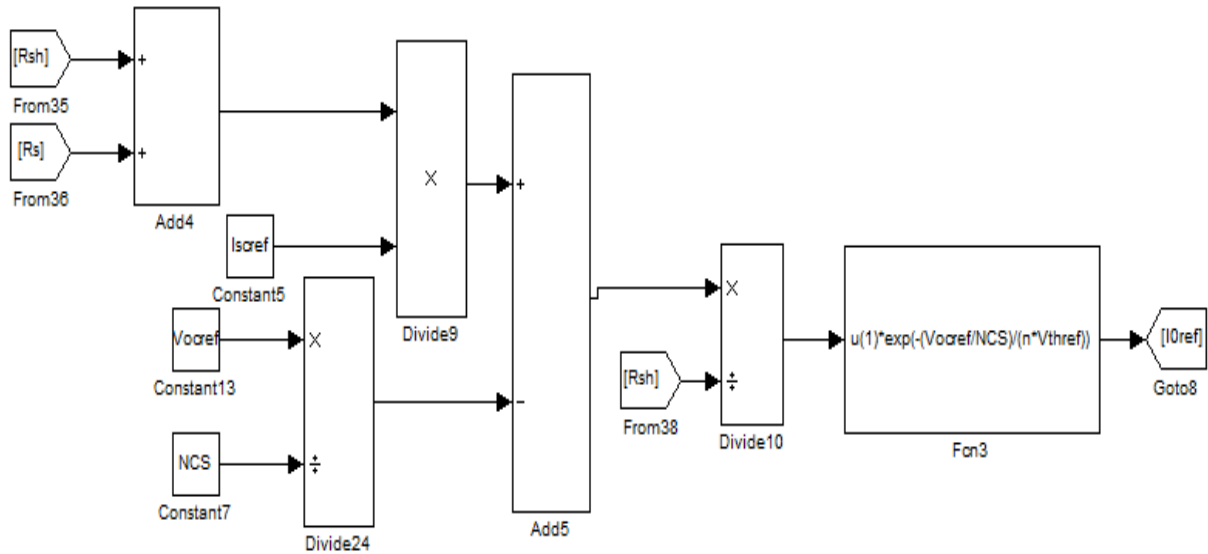 [Rsh]
+
From35
[Rs]
+
From36
Add4
Iscref
Constant5
×
Divide9
Vocref
×
Constant13
NCS
÷
Constant7
Divide24
+
−
Add5
×
[Rsh]
÷
From38
Divide10
u(1)*exp(-(Vocref/NCS)/(n*Vthref))
Fcn3
[I0ref]
Goto8